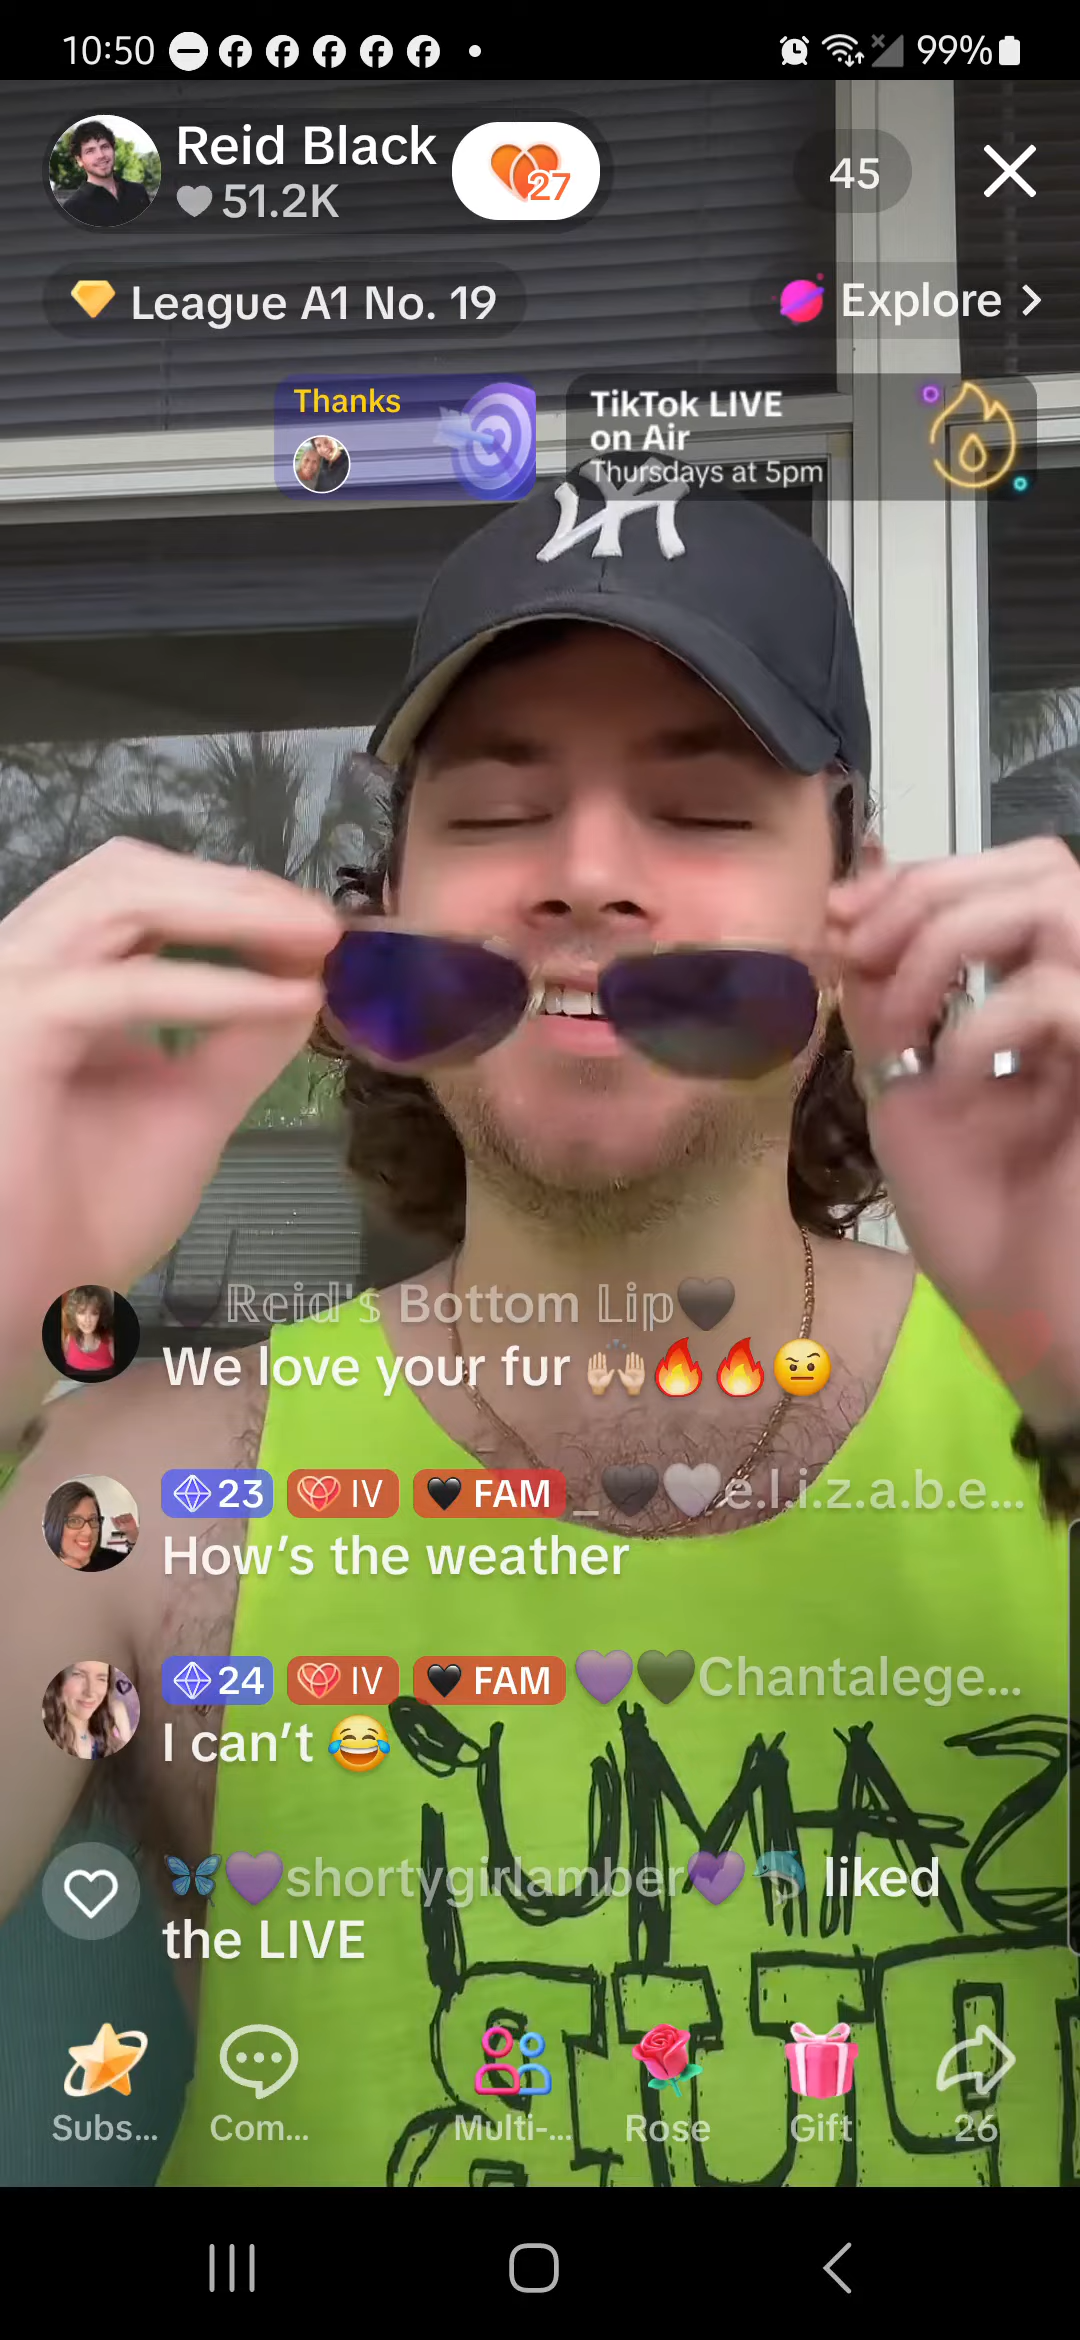 10:50
99%
Reid Black
51.2K
27
45
League A1 No. 19
Explore
Thanks
TikTok LIVE
on Air
Thursdays at 5pm
ℝ𝕖𝕚𝕕'𝕤 Bottom 𝕃𝕚𝕡🖤
We love your fur 🙌🏼🔥🔥🤨
23 IV 🖤 FAM _🖤🤍e.l.i.z.a.b.e...
How’s the weather
24 IV 🖤 FAM 💜🖤Chantalege...
I can’t 😂
🦋💜shortygirlamber💜🐬 liked
the LIVE
Subs...
Com...
Multi-...
Rose
Gift
26